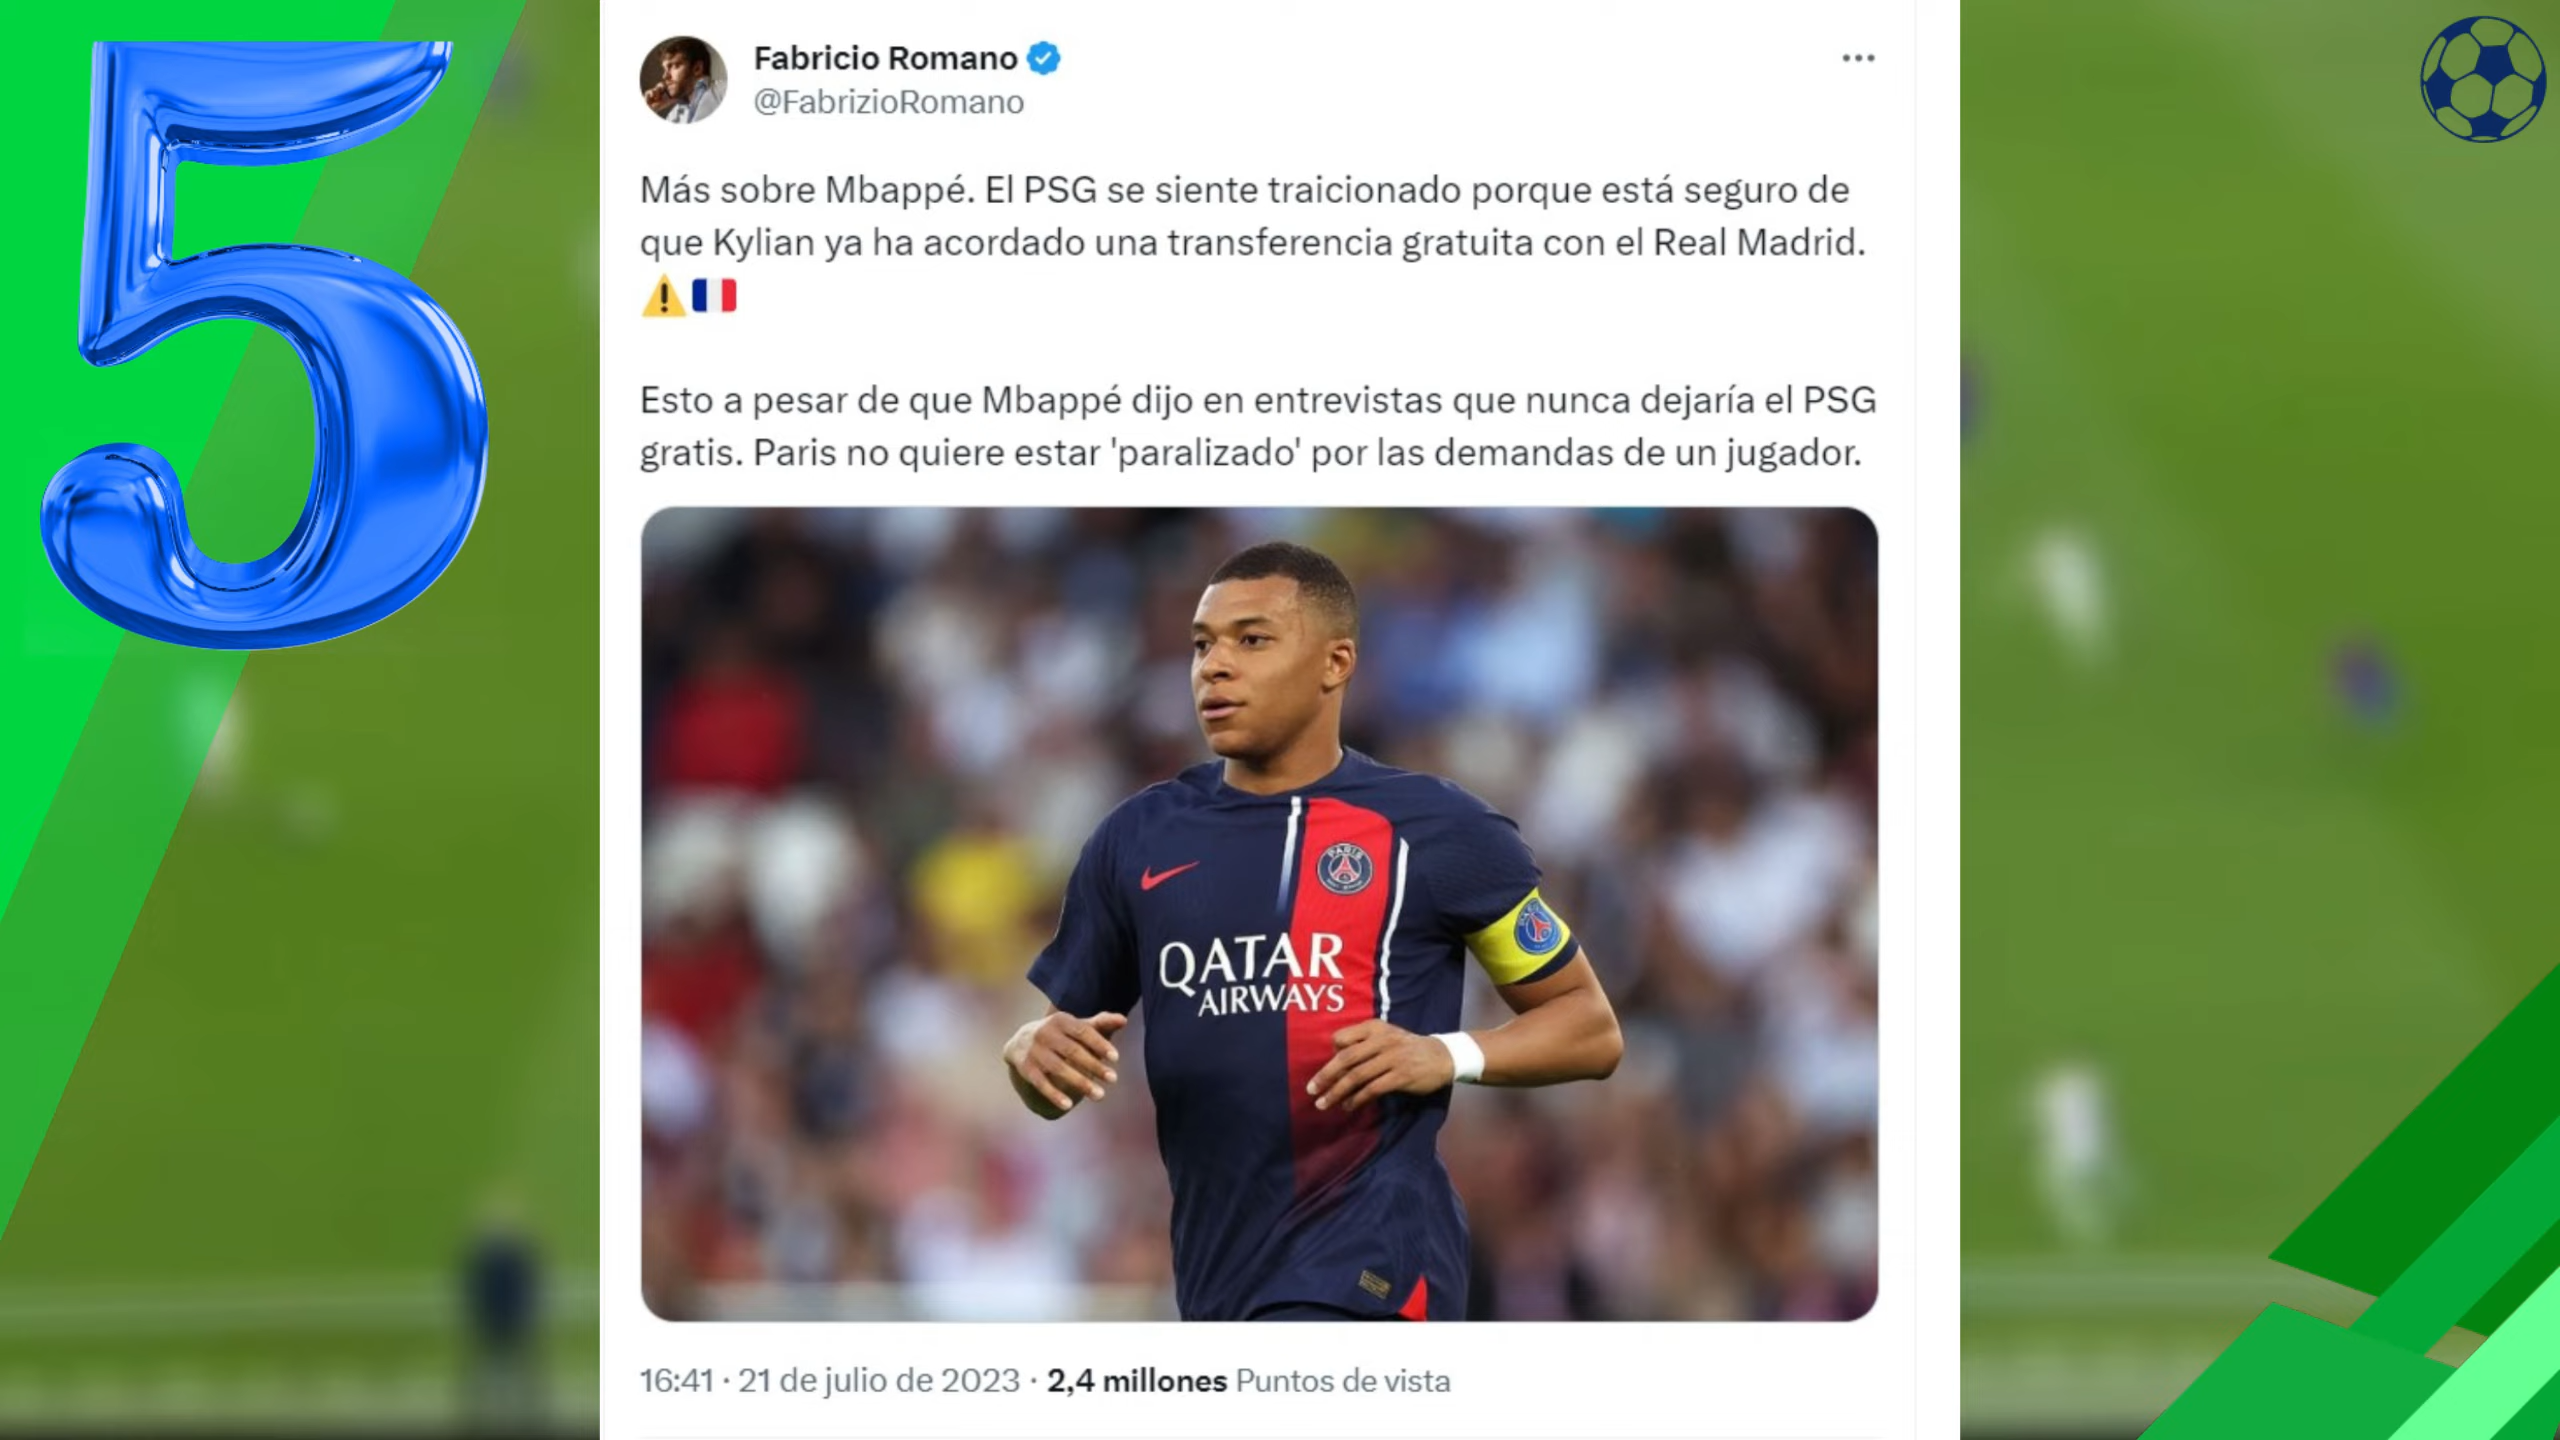 5
Fabricio Romano
@FabrizioRomano
Más sobre Mbappé. El PSG se siente traicionado porque está seguro de
que Kylian ya ha acordado una transferencia gratuita con el Real Madrid.
⚠️🇫🇷
Esto a pesar de que Mbappé dijo en entrevistas que nunca dejaría el PSG
gratis. Paris no quiere estar 'paralizado' por las demandas de un jugador.
PARIS
QATAR
AIRWAYS
16:41 · 21 de julio de 2023 · 2,4 millones Puntos de vista